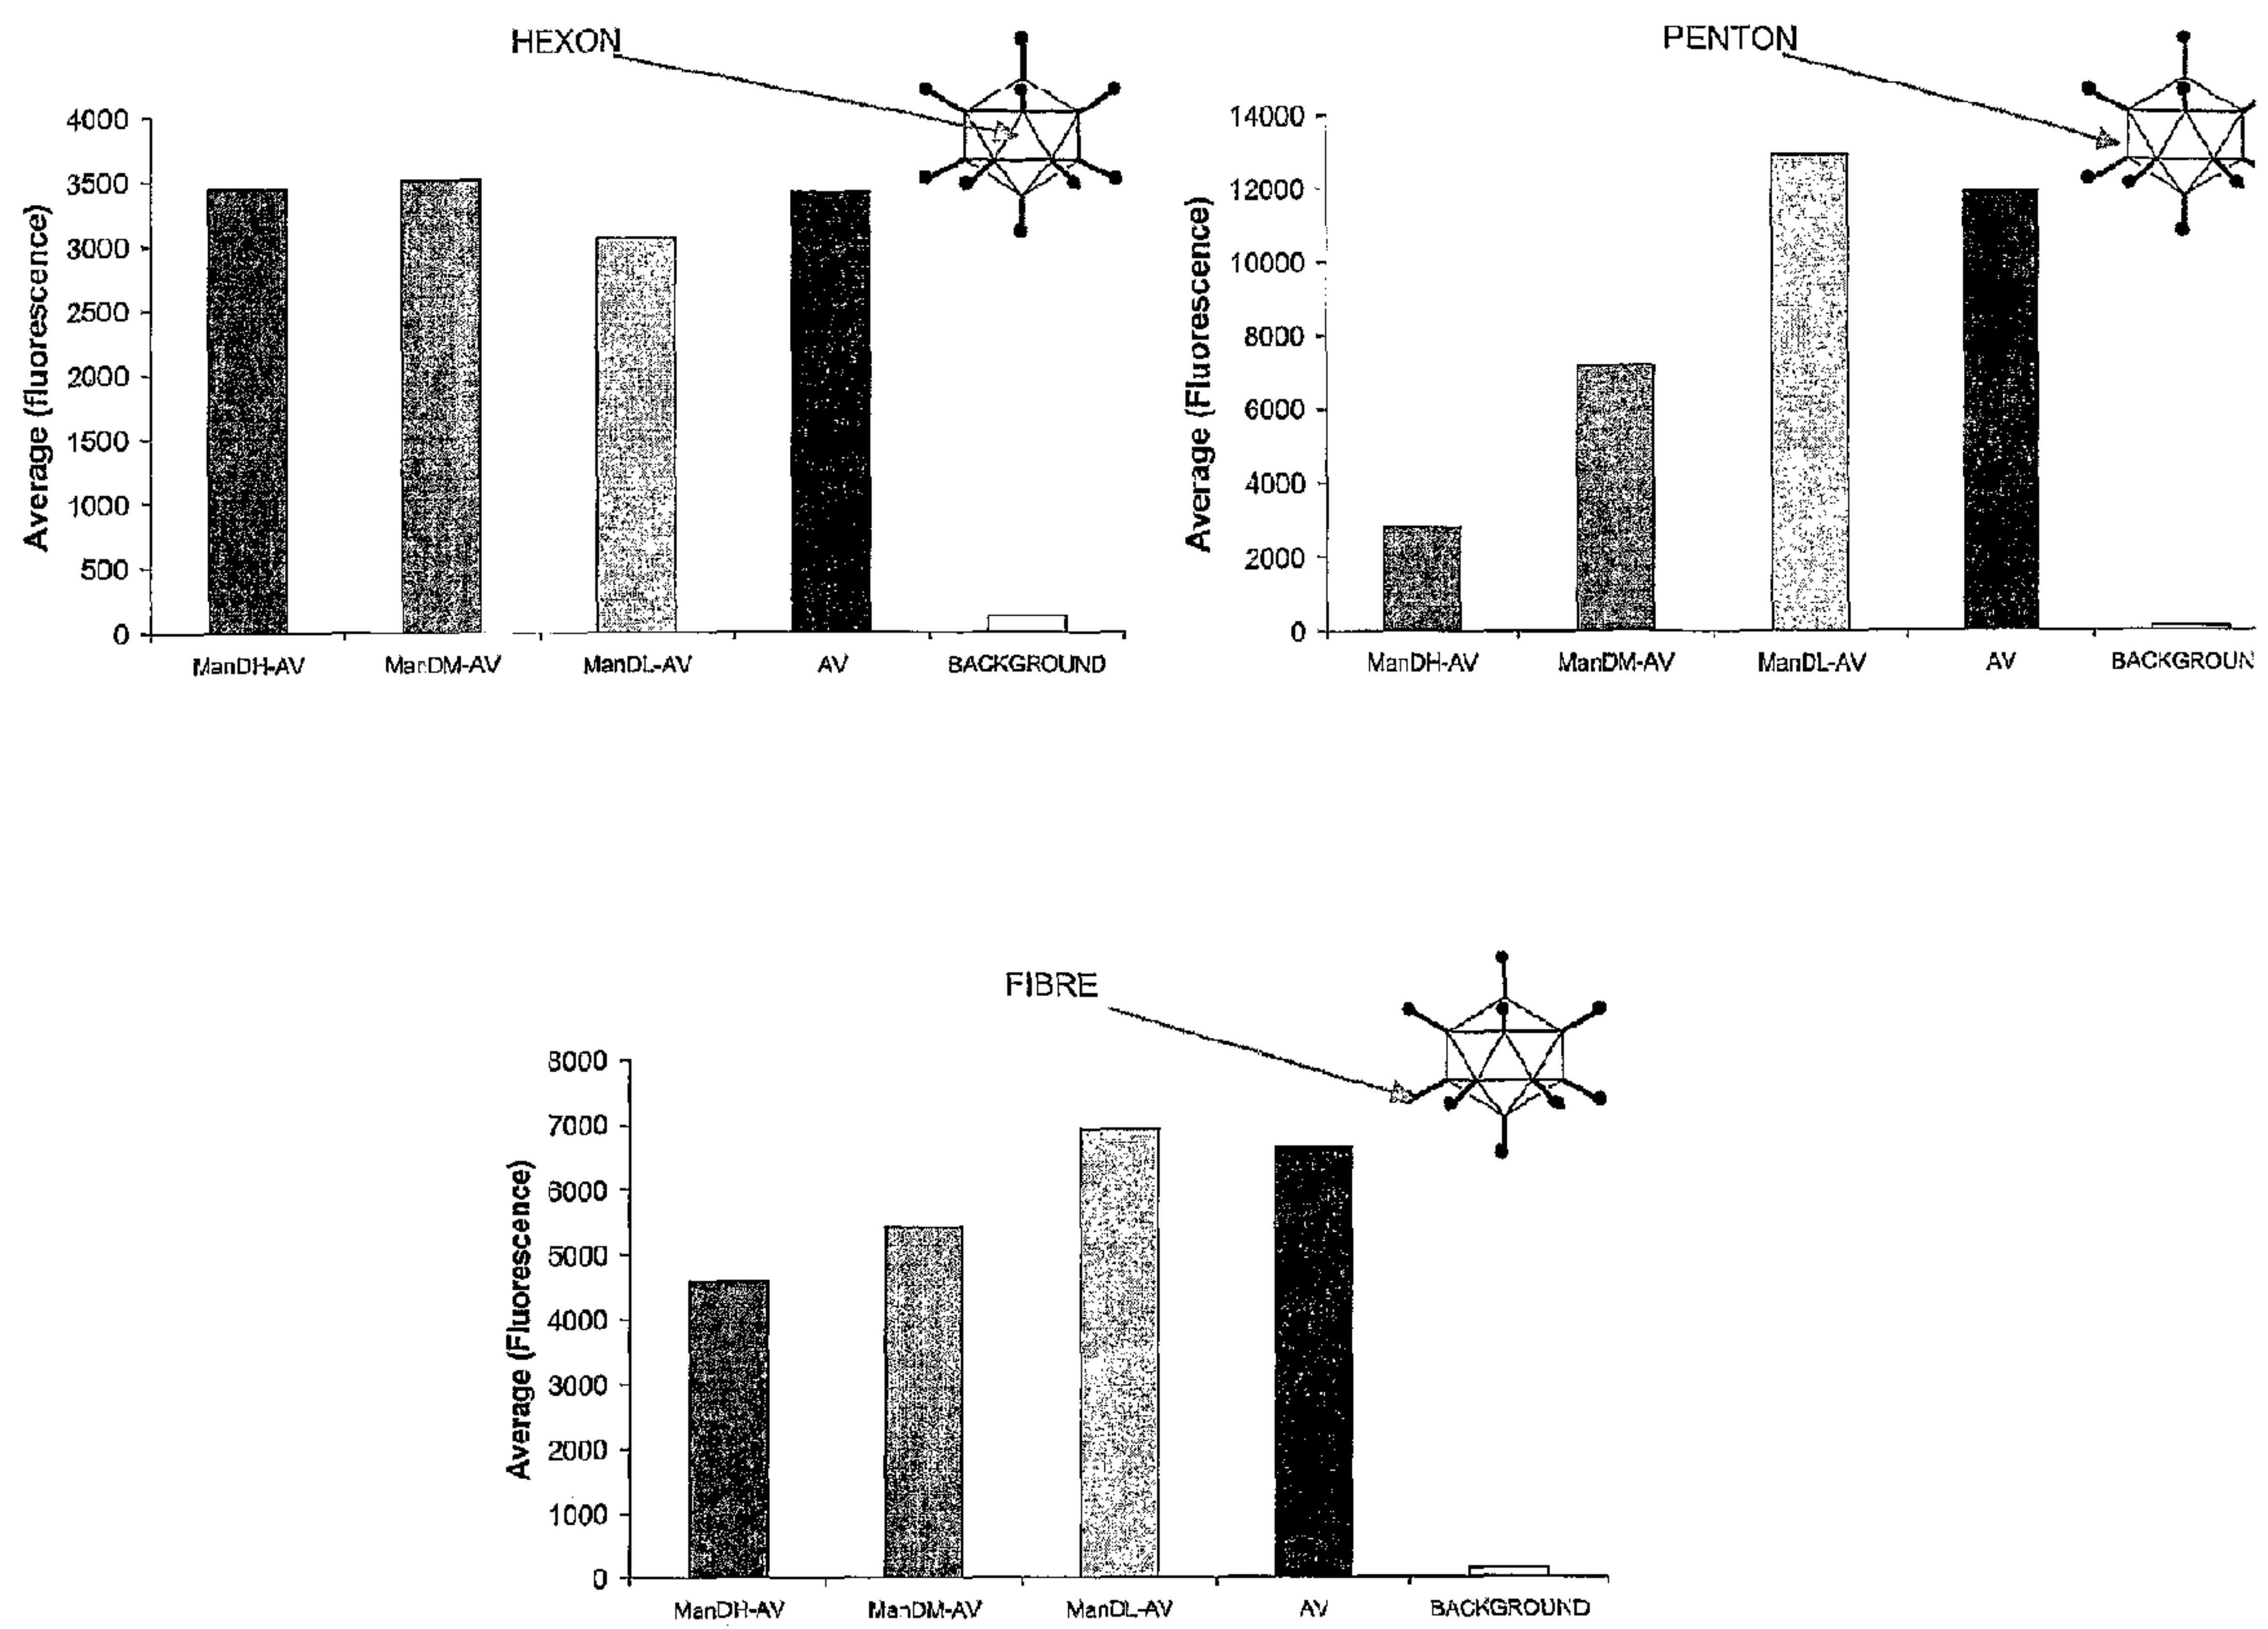 HEXON
4000
3500
3000
2500
2000
1500
1000
500
0
Average (fluorescence)
ManDH-AV ManDM-AV ManDL-AV AV BACKGROUND
PENTON
14000
12000
10000
8000
6000
4000
2000
0
Average (Fluorescence)
ManDH-AV ManDM-AV ManDL-AV AV BACKGROUN
FIBRE
8000
7000
6000
5000
4000
3000
2000
1000
0
Average (Fluorescence)
ManDH-AV ManDM-AV ManDL-AV AV BACKGROUND